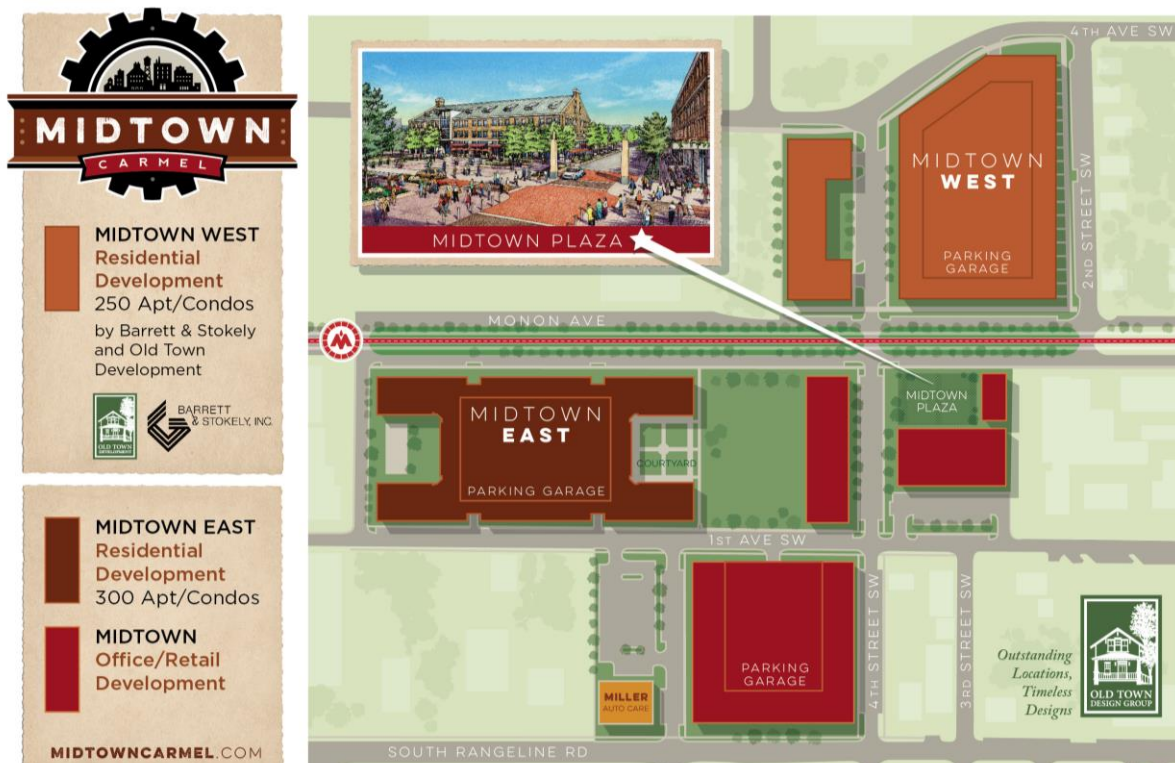 MIDTOWN
CARMEL
MIDTOWN WEST
Residential
Development
250 Apt/Condos
by Barrett & Stokely
and Old Town
Development
OLD TOWN
DEVELOPMENT
BARRETT
& STOKELY, INC.
MIDTOWN EAST
Residential
Development
300 Apt/Condos
MIDTOWN
Office/Retail
Development
MIDTOWNCARMEL.COM
4TH AVE SW
MIDTOWN PLAZA
MIDTOWN
WEST
PARKING
GARAGE
2ND STREET SW
MONON AVE
M
MIDTOWN
EAST
PARKING GARAGE
COURTYARD
MIDTOWN
PLAZA
1ST AVE SW
PARKING
GARAGE
4TH STREET SW
3RD STREET SW
MILLER
AUTO CARE
Outstanding
Locations,
Timeless
Designs
OLD TOWN
DESIGN GROUP
SOUTH RANGELINE RD